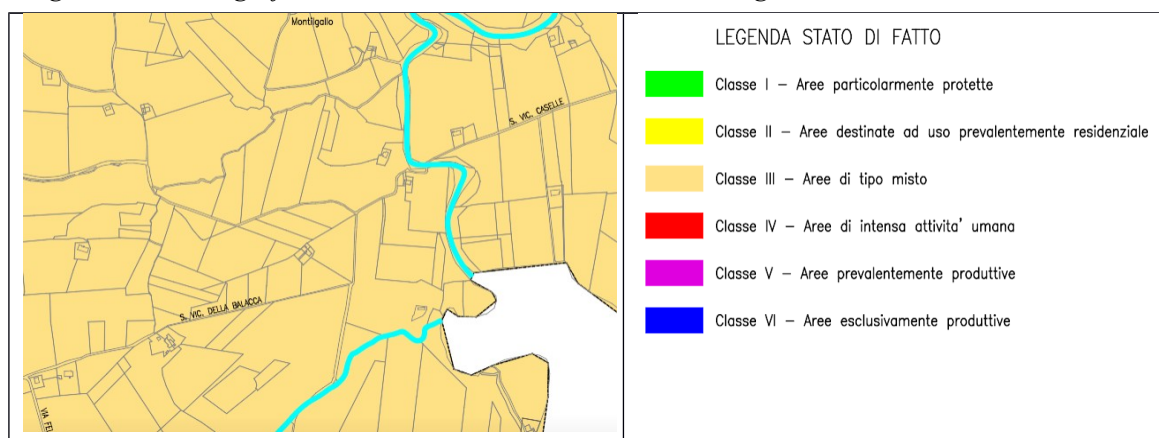 Montigallo
S. VIC. CASELLE
S. VIC. DELLA BALACCA
LEGENDA STATO DI FATTO
Classe I – Aree particolarmente protette
Classe II – Aree destinate ad uso prevalentemente residenziale
Classe III – Aree di tipo misto
Classe IV – Aree di intensa attivita' umana
Classe V – Aree prevalentemente produttive
Classe VI – Aree esclusivamente produttive